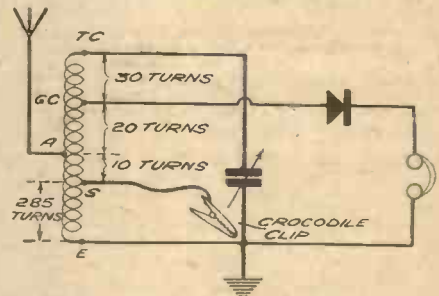 TC
30 TURNS
GC
20 TURNS
A
10 TURNS
S
285
TURNS
CROCODILE
CLIP
E